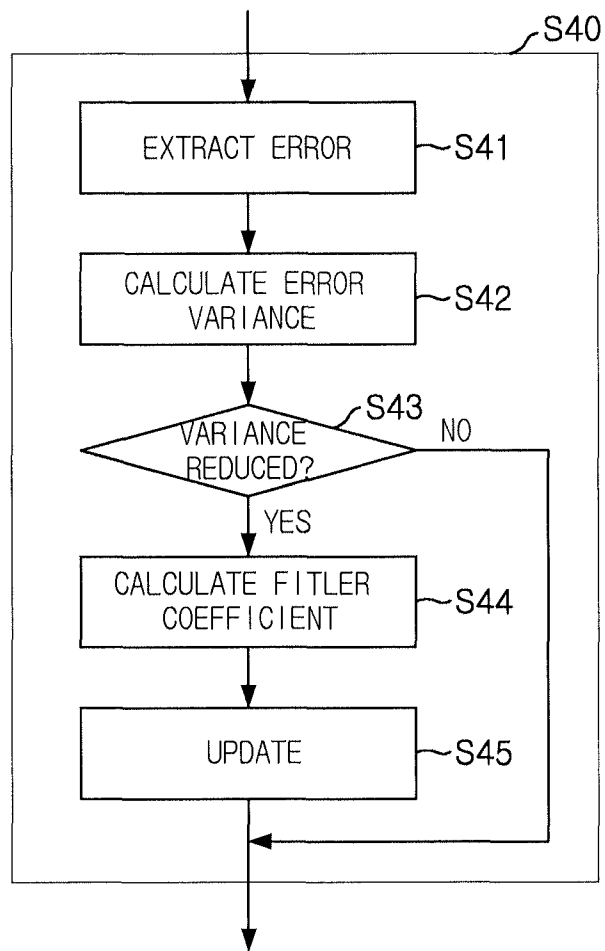 S40
EXTRACT ERROR
S41
CALCULATE ERROR
VARIANCE
S42
S43
VARIANCE
REDUCED?
NO
YES
CALCULATE FITLER
COEFFICIENT
S44
UPDATE
S45